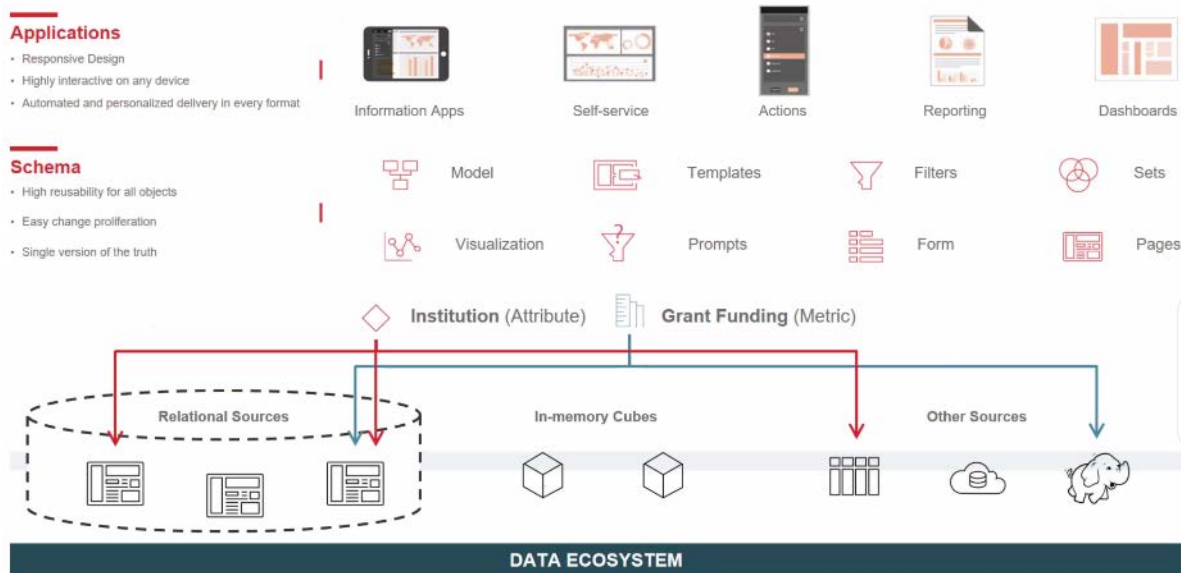 Applications
• Responsive Design
• Highly interactive on any device
• Automated and personalized delivery in every format
Information Apps
Self-service
Actions
Reporting
Dashboards
Schema
• High reusability for all objects
• Easy change proliferation
• Single version of the truth
Model
Templates
Filters
Sets
Visualization
?
Prompts
Form
Pages
Institution (Attribute)
Grant Funding (Metric)
Relational Sources
In-memory Cubes
Other Sources
DATA ECOSYSTEM